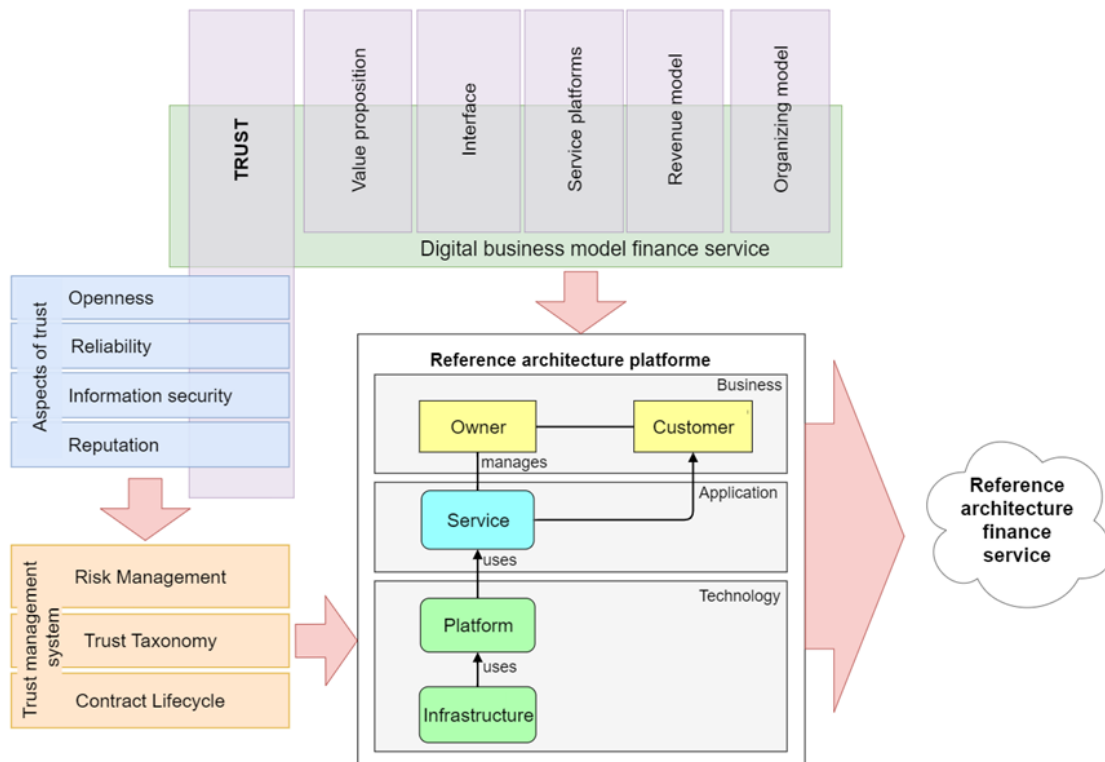 TRUST
Value proposition
Interface
Service platforms
Revenue model
Organizing model
Digital business model finance service
Aspects of trust
Openness
Reliability
Information security
Reputation
Trust management
system
Risk Management
Trust Taxonomy
Contract Lifecycle
Reference architecture platforme
Business
Owner
Customer
manages
Application
Service
uses
Technology
Platform
uses
Infrastructure
Reference
architecture
finance
service